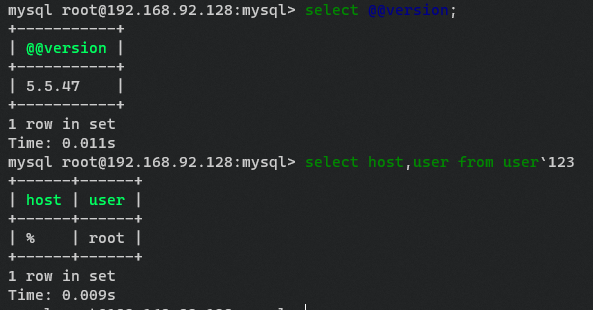 mysql root@192.168.92.128:mysql> select @@version;
+-----------+
| @@version |
+-----------+
| 5.5.47    |
+-----------+
1 row in set
Time: 0.011s
mysql root@192.168.92.128:mysql> select host,user from user`123
+------+------+
| host | user |
+------+------+
| %    | root |
+------+------+
1 row in set
Time: 0.009s